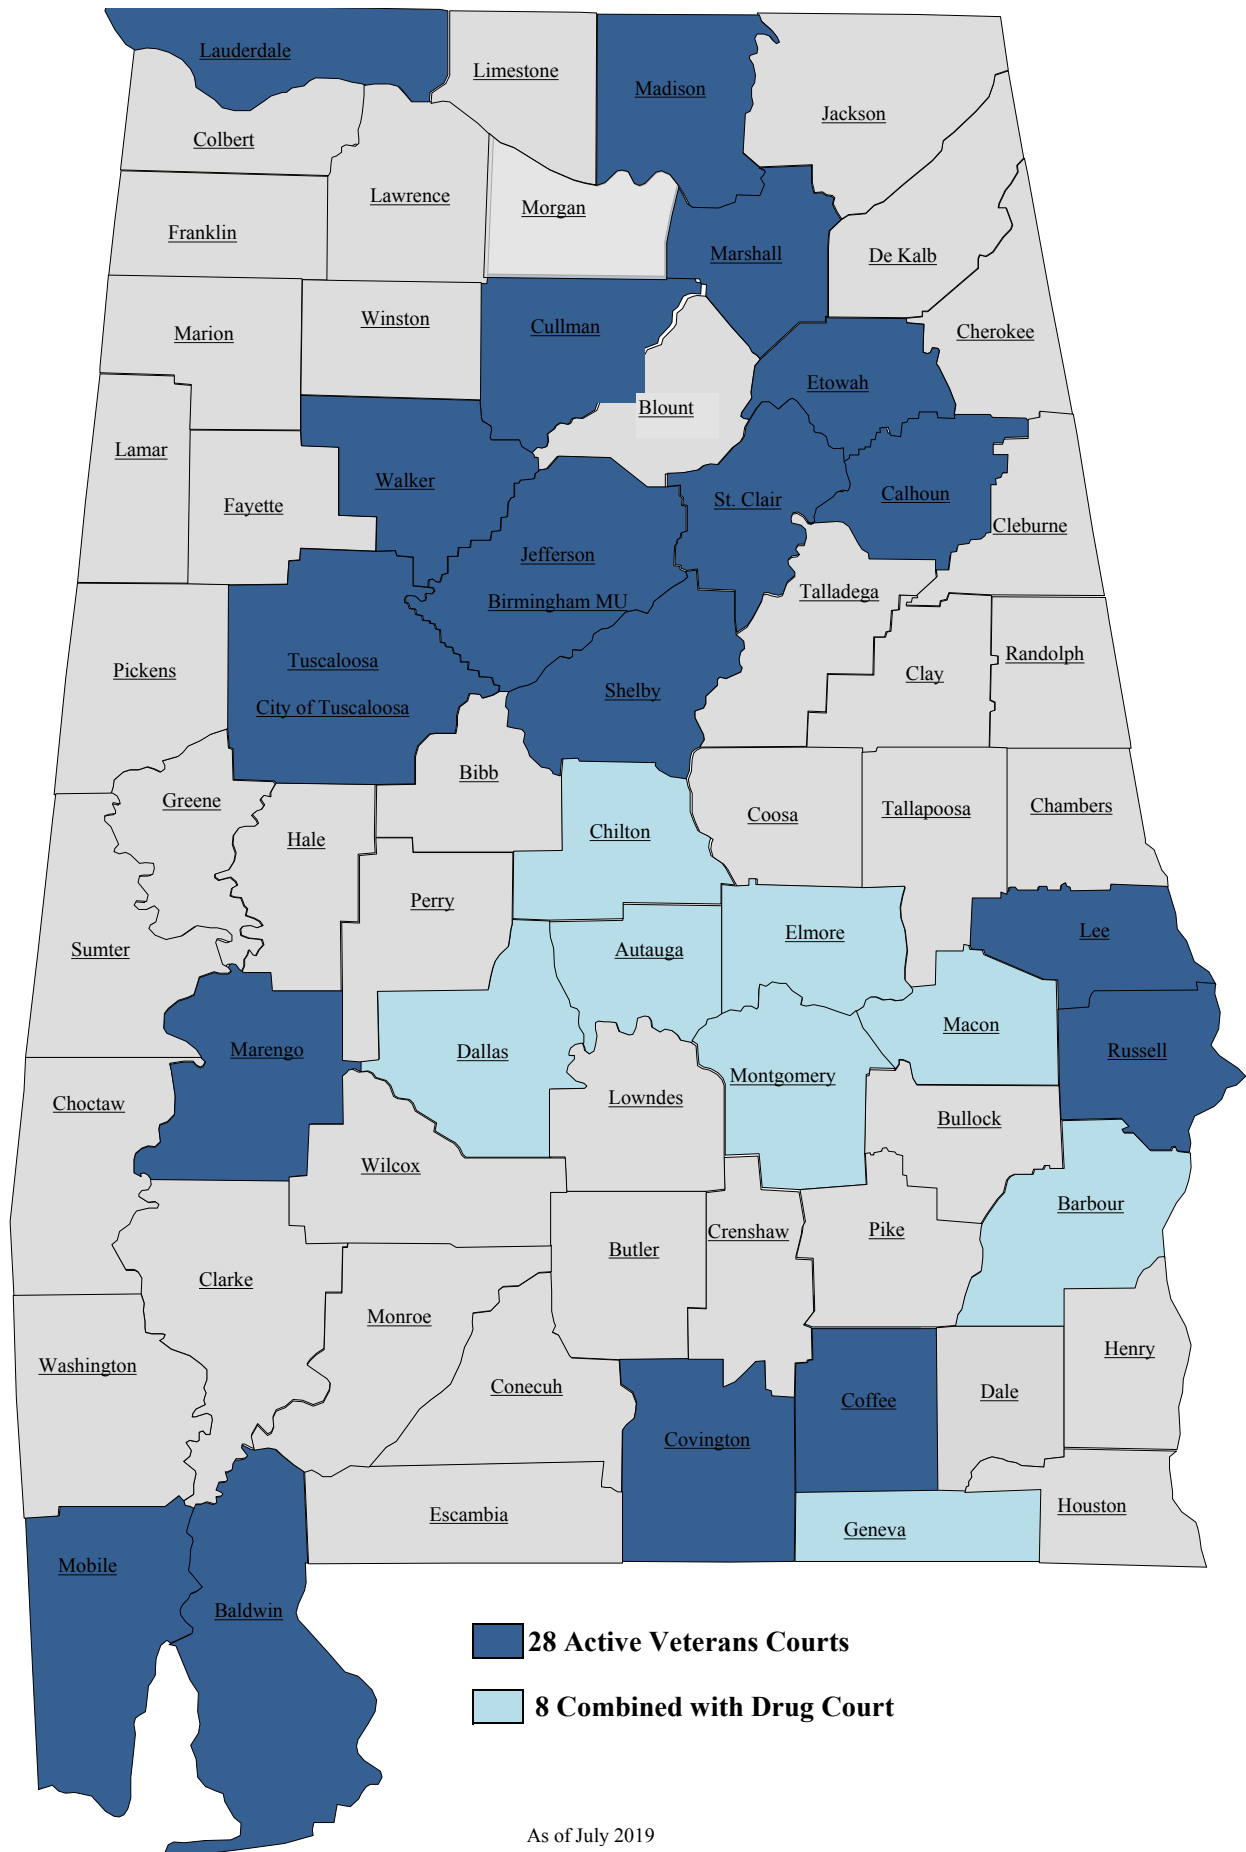 Lauderdale
Limestone
Madison
Jackson
Colbert
Lawrence
Morgan
Franklin
Marshall
De Kalb
Marion
Winston
Cullman
Cherokee
Etowah
Blount
Lamar
Walker
Fayette
St. Clair
Calhoun
Cleburne
Jefferson
Birmingham MU
Talladega
Pickens
Tuscaloosa
City of Tuscaloosa
Shelby
Clay
Randolph
Bibb
Greene
Hale
Chilton
Coosa
Tallapoosa
Chambers
Perry
Sumter
Autauga
Elmore
Lee
Marengo
Dallas
Macon
Montgomery
Russell
Choctaw
Lowndes
Bullock
Wilcox
Barbour
Butler
Crenshaw
Pike
Clarke
Monroe
Henry
Washington
Conecuh
Coffee
Dale
Covington
Escambia
Geneva
Houston
Mobile
Baldwin
28 Active Veterans Courts
8 Combined with Drug Court
As of July 2019